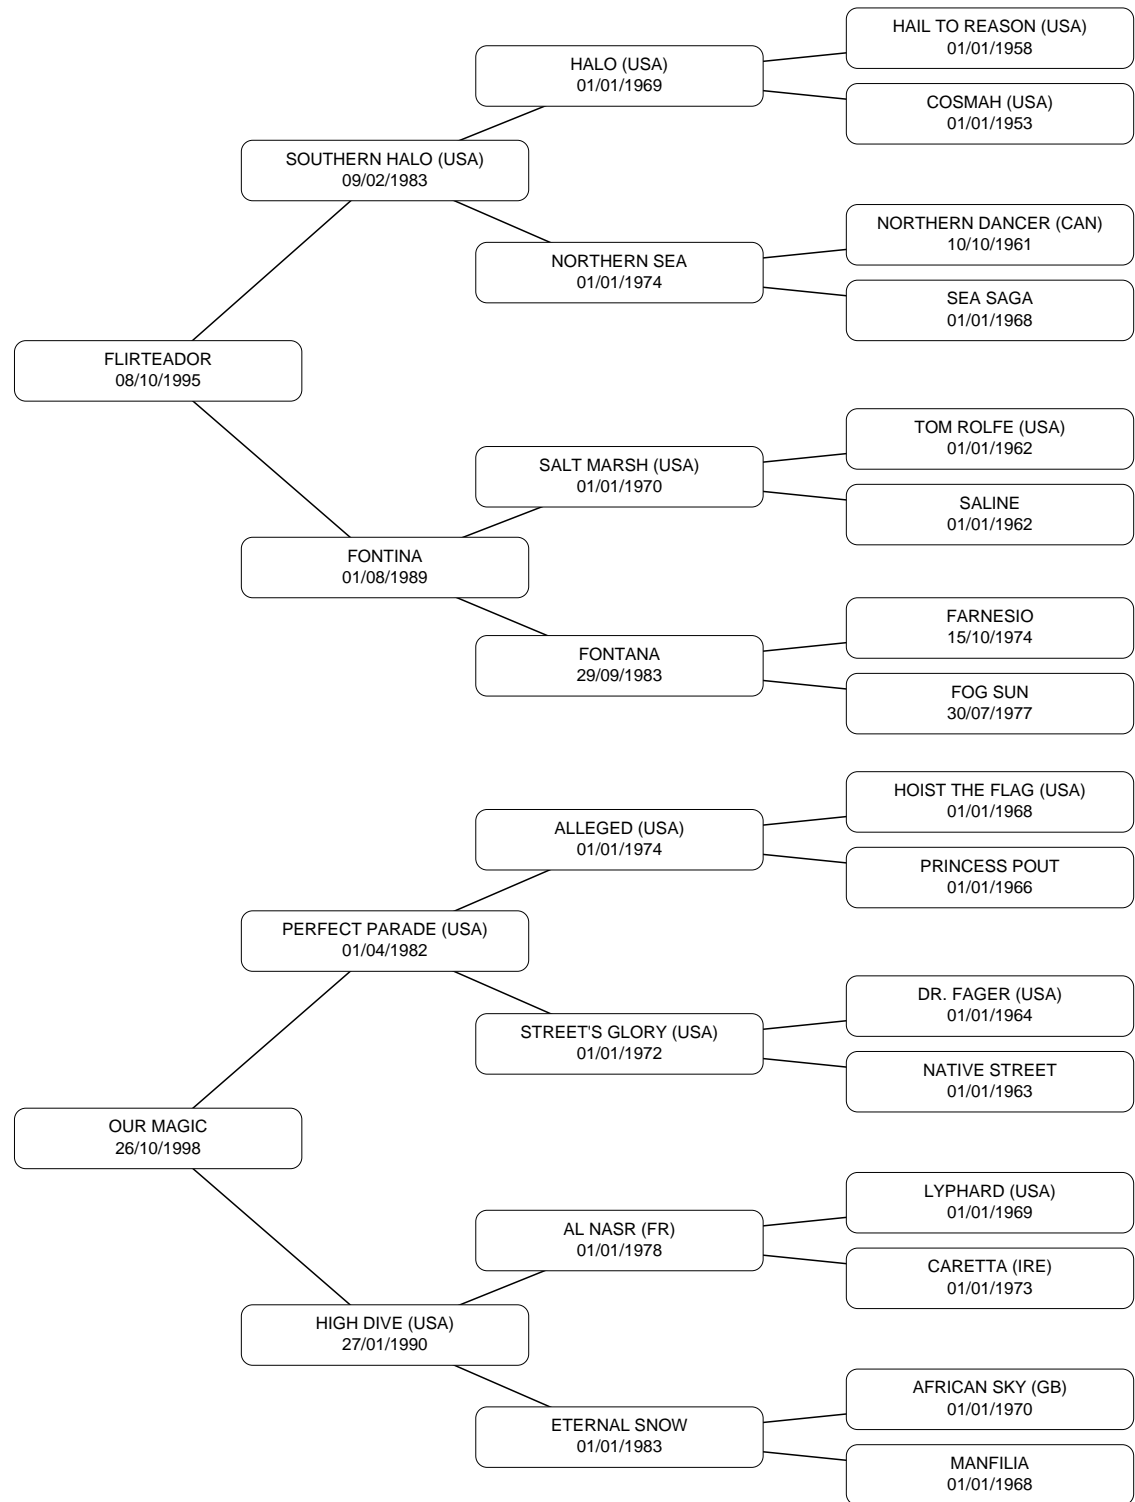 HAIL TO REASON (USA)
01/01/1958
HALO (USA)
01/01/1969
COSMAH (USA)
01/01/1953
SOUTHERN HALO (USA)
09/02/1983
NORTHERN DANCER (CAN)
10/10/1961
NORTHERN SEA
01/01/1974
SEA SAGA
01/01/1968
FLIRTEADOR
08/10/1995
TOM ROLFE (USA)
01/01/1962
SALT MARSH (USA)
01/01/1970
SALINE
01/01/1962
FONTINA
01/08/1989
FARNESIO
15/10/1974
FONTANA
29/09/1983
FOG SUN
30/07/1977
HOIST THE FLAG (USA)
01/01/1968
ALLEGED (USA)
01/01/1974
PRINCESS POUT
01/01/1966
PERFECT PARADE (USA)
01/04/1982
DR. FAGER (USA)
01/01/1964
STREET'S GLORY (USA)
01/01/1972
NATIVE STREET
01/01/1963
OUR MAGIC
26/10/1998
LYPHARD (USA)
01/01/1969
AL NASR (FR)
01/01/1978
CARETTA (IRE)
01/01/1973
HIGH DIVE (USA)
27/01/1990
AFRICAN SKY (GB)
01/01/1970
ETERNAL SNOW
01/01/1983
MANFILIA
01/01/1968